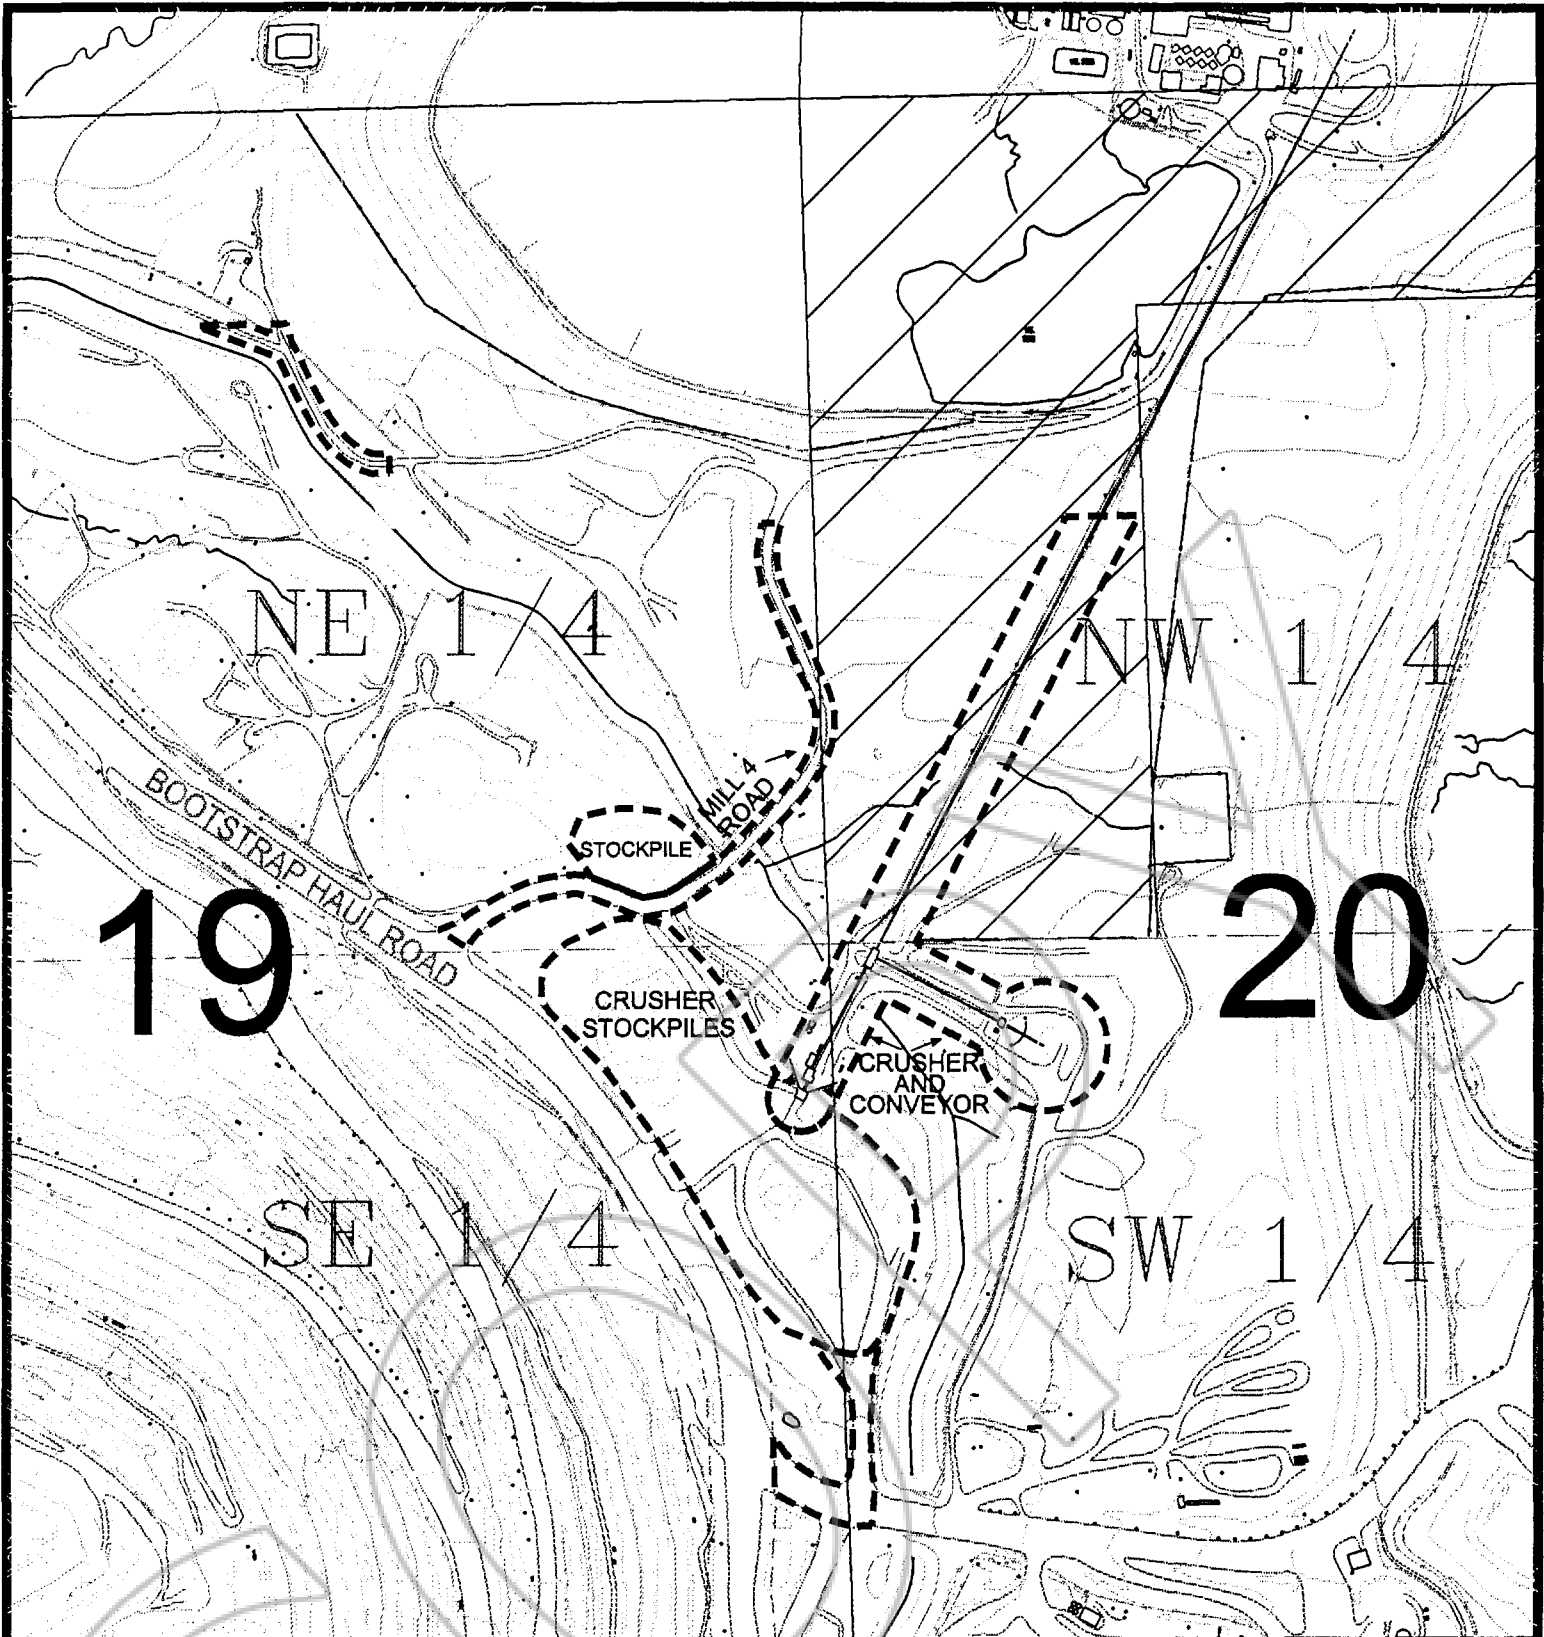 NE 1/4
NW 1/4
MILL 4
ROAD
STOCKPILE
BOOTSTRAP HAUL ROAD
19
20
CRUSHER
STOCKPILES
CRUSHER
AND
CONVEYOR
SE 1/4
SW 1/4